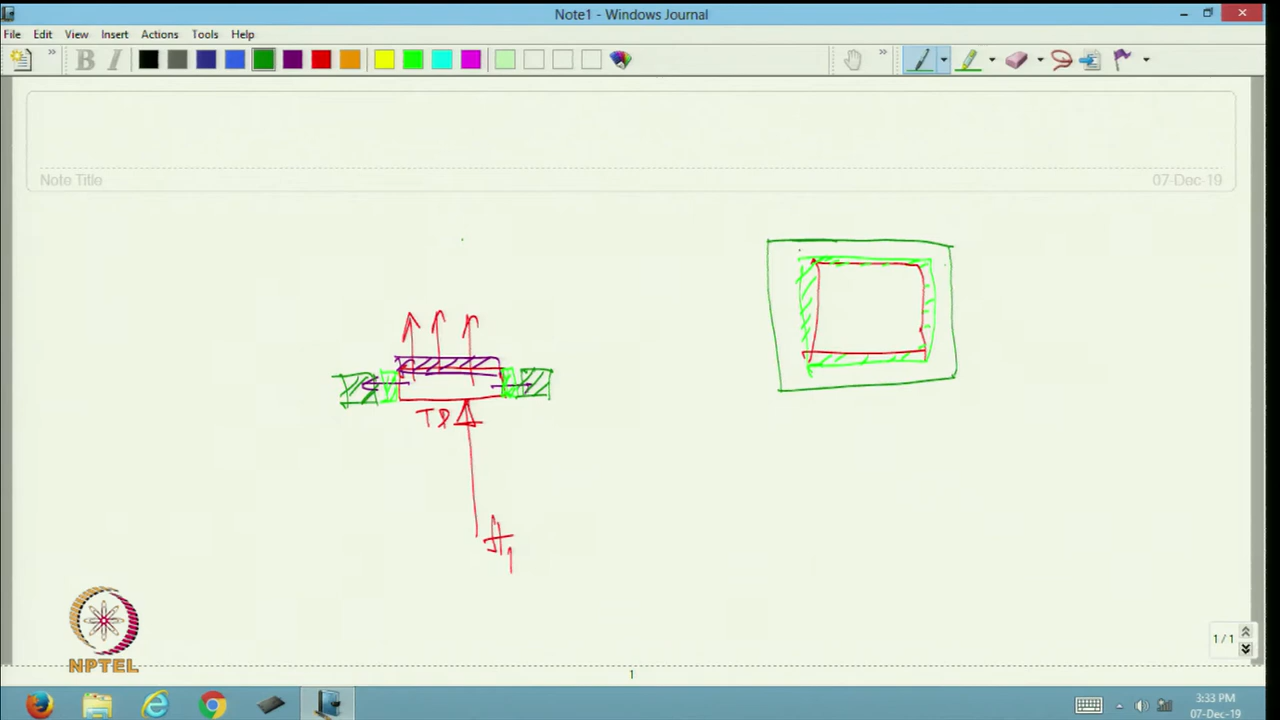 Note1 - Windows Journal
File Edit View Insert Actions Tools Help
B I
Note Title
07-Dec-19
1 / 1
NPTEL
1
3:33 PM
07-Dec-19